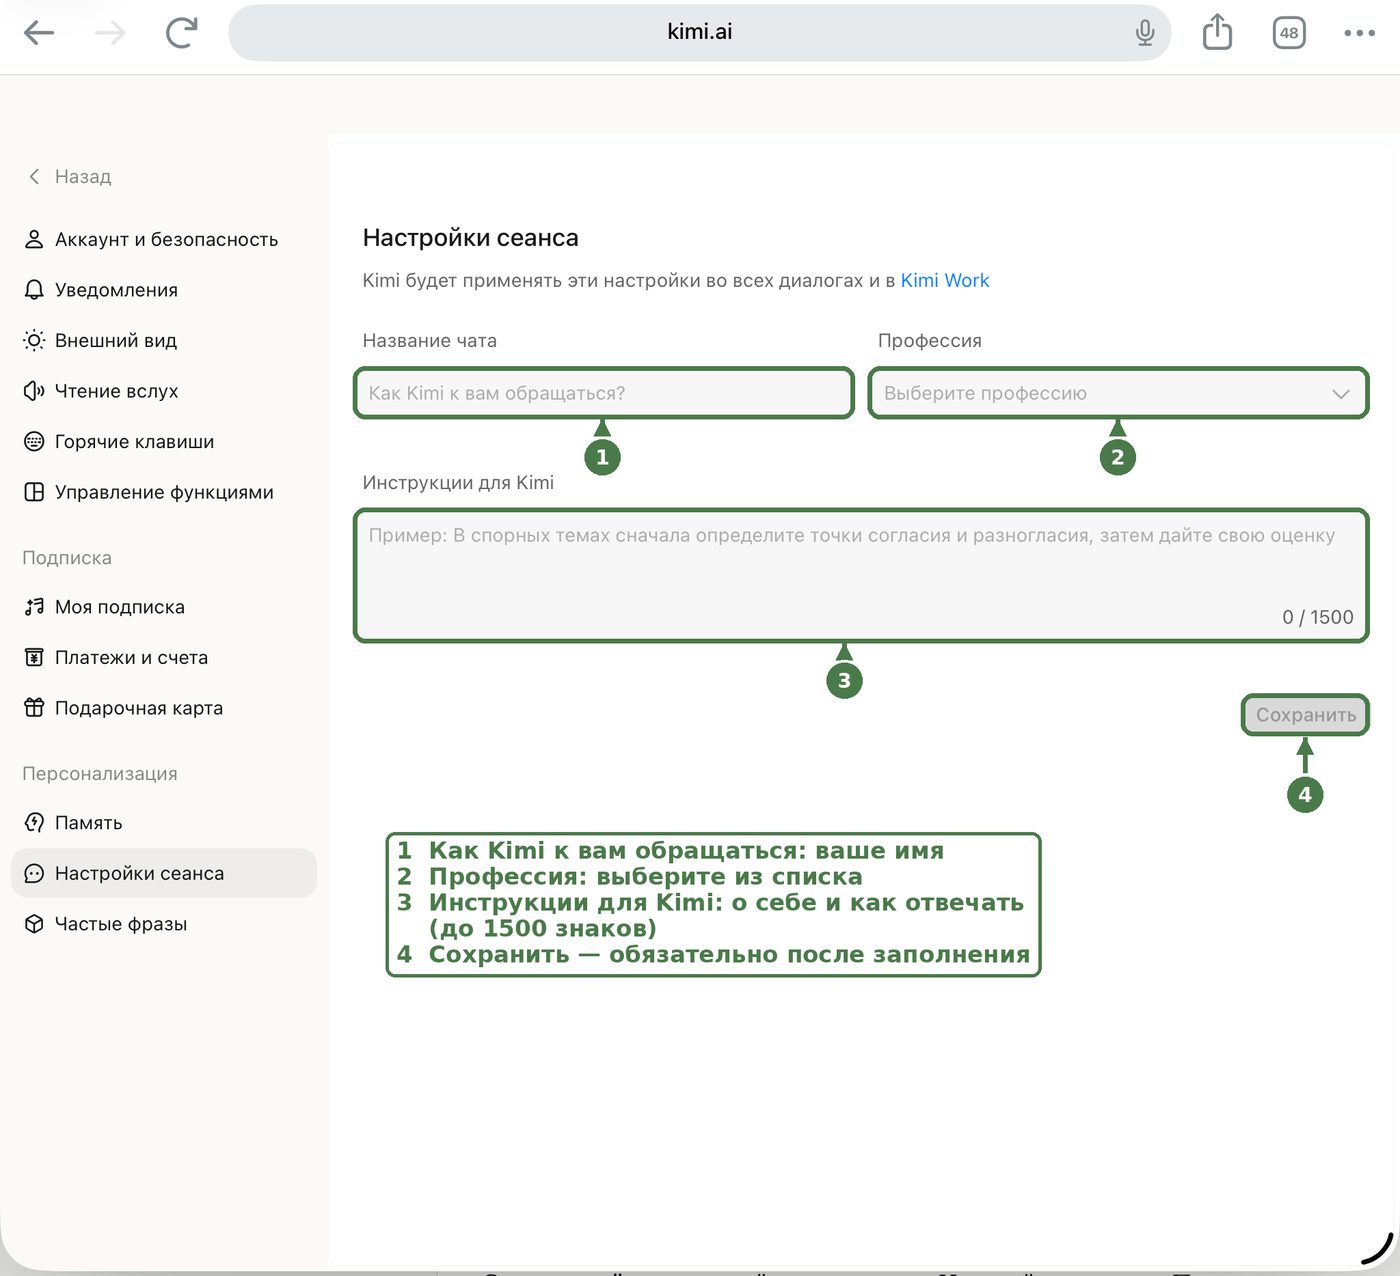 kimi.ai
48
Назад
Аккаунт и безопасность
Уведомления
Внешний вид
Чтение вслух
Горячие клавиши
Управление функциями
Подписка
Моя подписка
Платежи и счета
Подарочная карта
Персонализация
Память
Настройки сеанса
Частые фразы
Настройки сеанса
Kimi будет применять эти настройки во всех диалогах и в Kimi Work
Название чата
Профессия
Как Kimi к вам обращаться?
Выберите профессию
1
2
Инструкции для Kimi
Пример: В спорных темах сначала определите точки согласия и разногласия, затем дайте свою оценку
0 / 1500
3
Сохранить
4
1 Как Kimi к вам обращаться: ваше имя
2 Профессия: выберите из списка
3 Инструкции для Kimi: о себе и как отвечать
(до 1500 знаков)
4 Сохранить — обязательно после заполнения